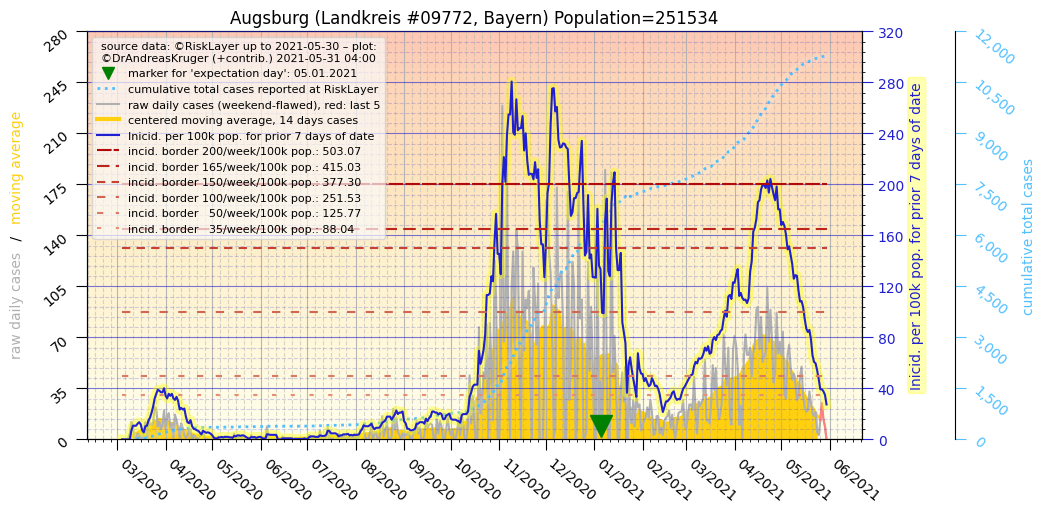 Augsburg (Landkreis #09772, Bayern) Population=251534
source data: ©RiskLayer up to 2021-05-30 – plot:
©DrAndreasKruger (+contrib.) 2021-05-31 04:00
marker for 'expectation day': 05.01.2021
cumulative total cases reported at RiskLayer
raw daily cases (weekend-flawed), red: last 5
centered moving average, 14 days cases
Inicid. per 100k pop. for prior 7 days of date
incid. border 200/week/100k pop.: 503.07
incid. border 165/week/100k pop.: 415.03
incid. border 150/week/100k pop.: 377.30
incid. border 100/week/100k pop.: 251.53
incid. border 50/week/100k pop.: 125.77
incid. border 35/week/100k pop.: 88.04
raw daily cases / moving average
280
245
210
175
140
105
70
35
0
03/2020
04/2020
05/2020
06/2020
07/2020
08/2020
09/2020
10/2020
11/2020
12/2020
01/2021
02/2021
03/2021
04/2021
05/2021
06/2021
320
280
240
200
160
120
80
40
0
Inicid. per 100k pop. for prior 7 days of date
12,000
10,500
9,000
7,500
6,000
4,500
3,000
1,500
0
cumulative total cases